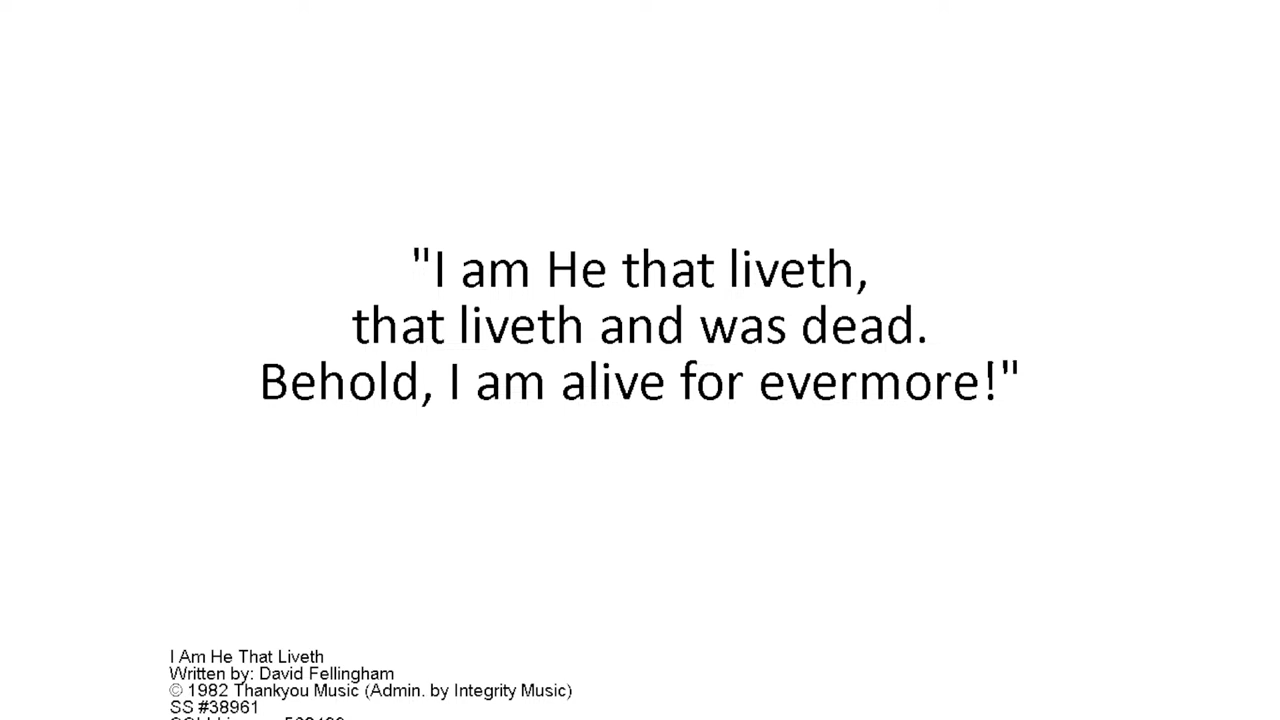 "I am He that liveth,
that liveth and was dead.
Behold, I am alive for evermore!"
I Am He That Liveth
Written by: David Fellingham
© 1982 Thankyou Music (Admin. by Integrity Music)
SS #38961